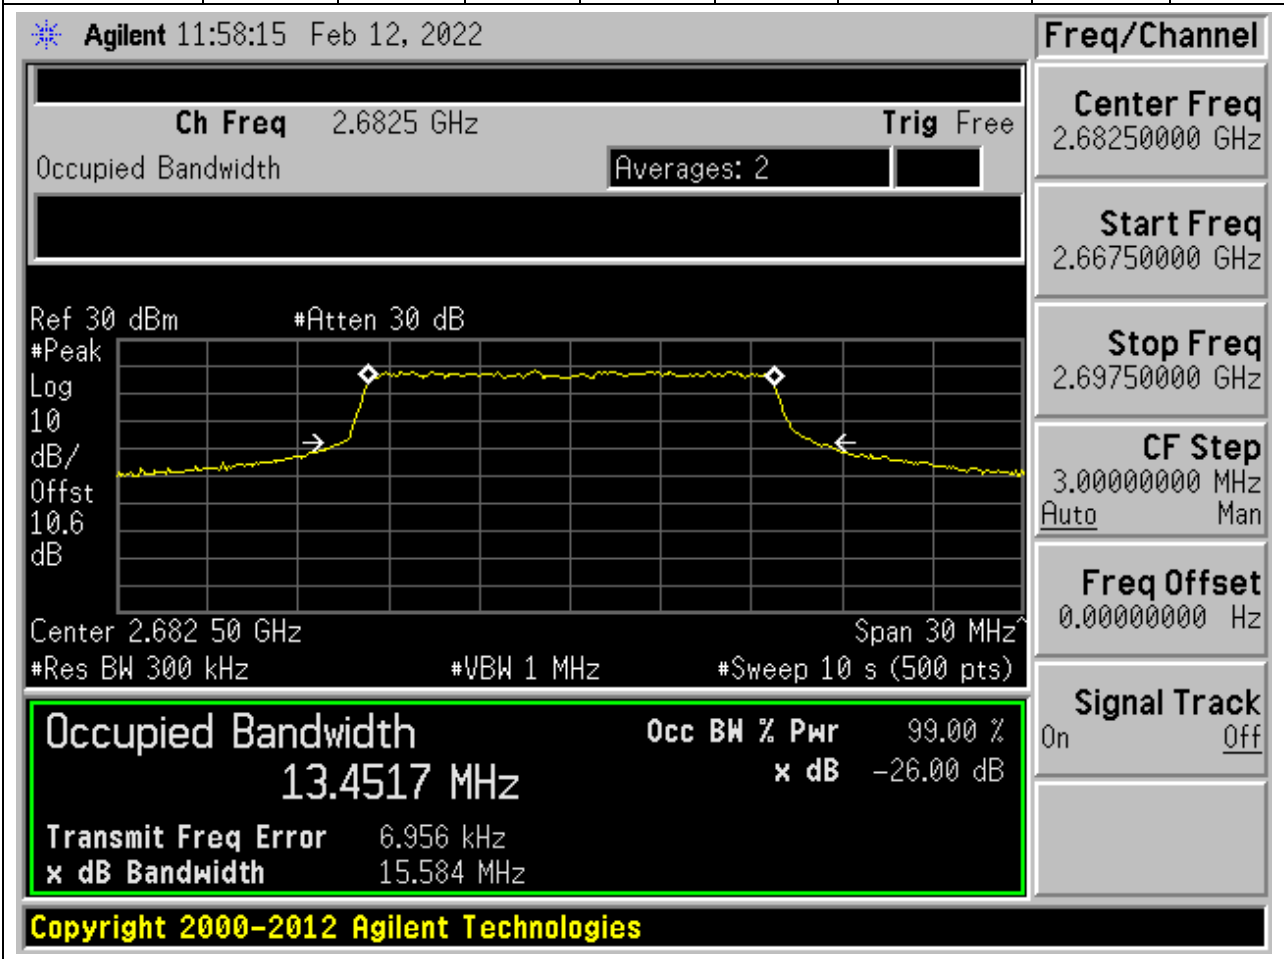 Agilent 11:58:15 Feb 12, 2022
Ch Freq 2.6825 GHz Trig Free
Occupied Bandwidth Averages: 2
Ref 30 dBm #Atten 30 dB
#Peak
Log
10
dB/
Offst
10.6
dB
Center 2.682 50 GHz Span 30 MHz^
#Res BW 300 kHz #VBW 1 MHz #Sweep 10 s (500 pts)
Occupied Bandwidth Occ BW % Pwr 99.00 %
13.4517 MHz x dB -26.00 dB
Transmit Freq Error 6.956 kHz
x dB Bandwidth 15.584 MHz
Copyright 2000-2012 Agilent Technologies
Freq/Channel
Center Freq
2.68250000 GHz
Start Freq
2.66750000 GHz
Stop Freq
2.69750000 GHz
CF Step
3.00000000 MHz
Auto Man
Freq Offset
0.00000000 Hz
Signal Track
On Off